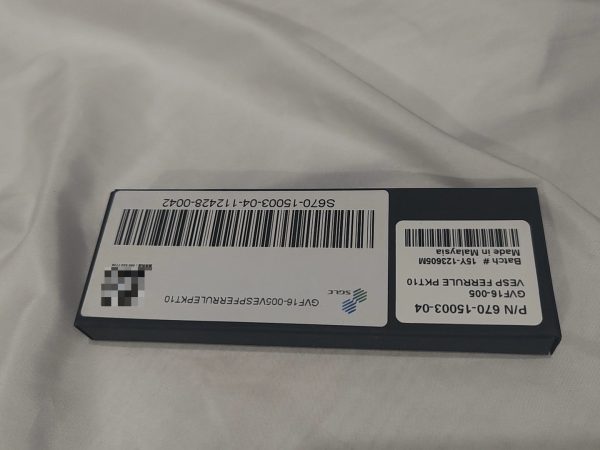 SGLC
GVF16-005VESPFERRULEPKT10
S670-15003-04-112428-0042
P/N 670-15003-04
GVF16-005
VESP FERRULE PKT10
Batch # 15Y-123605M
Made in Malaysia